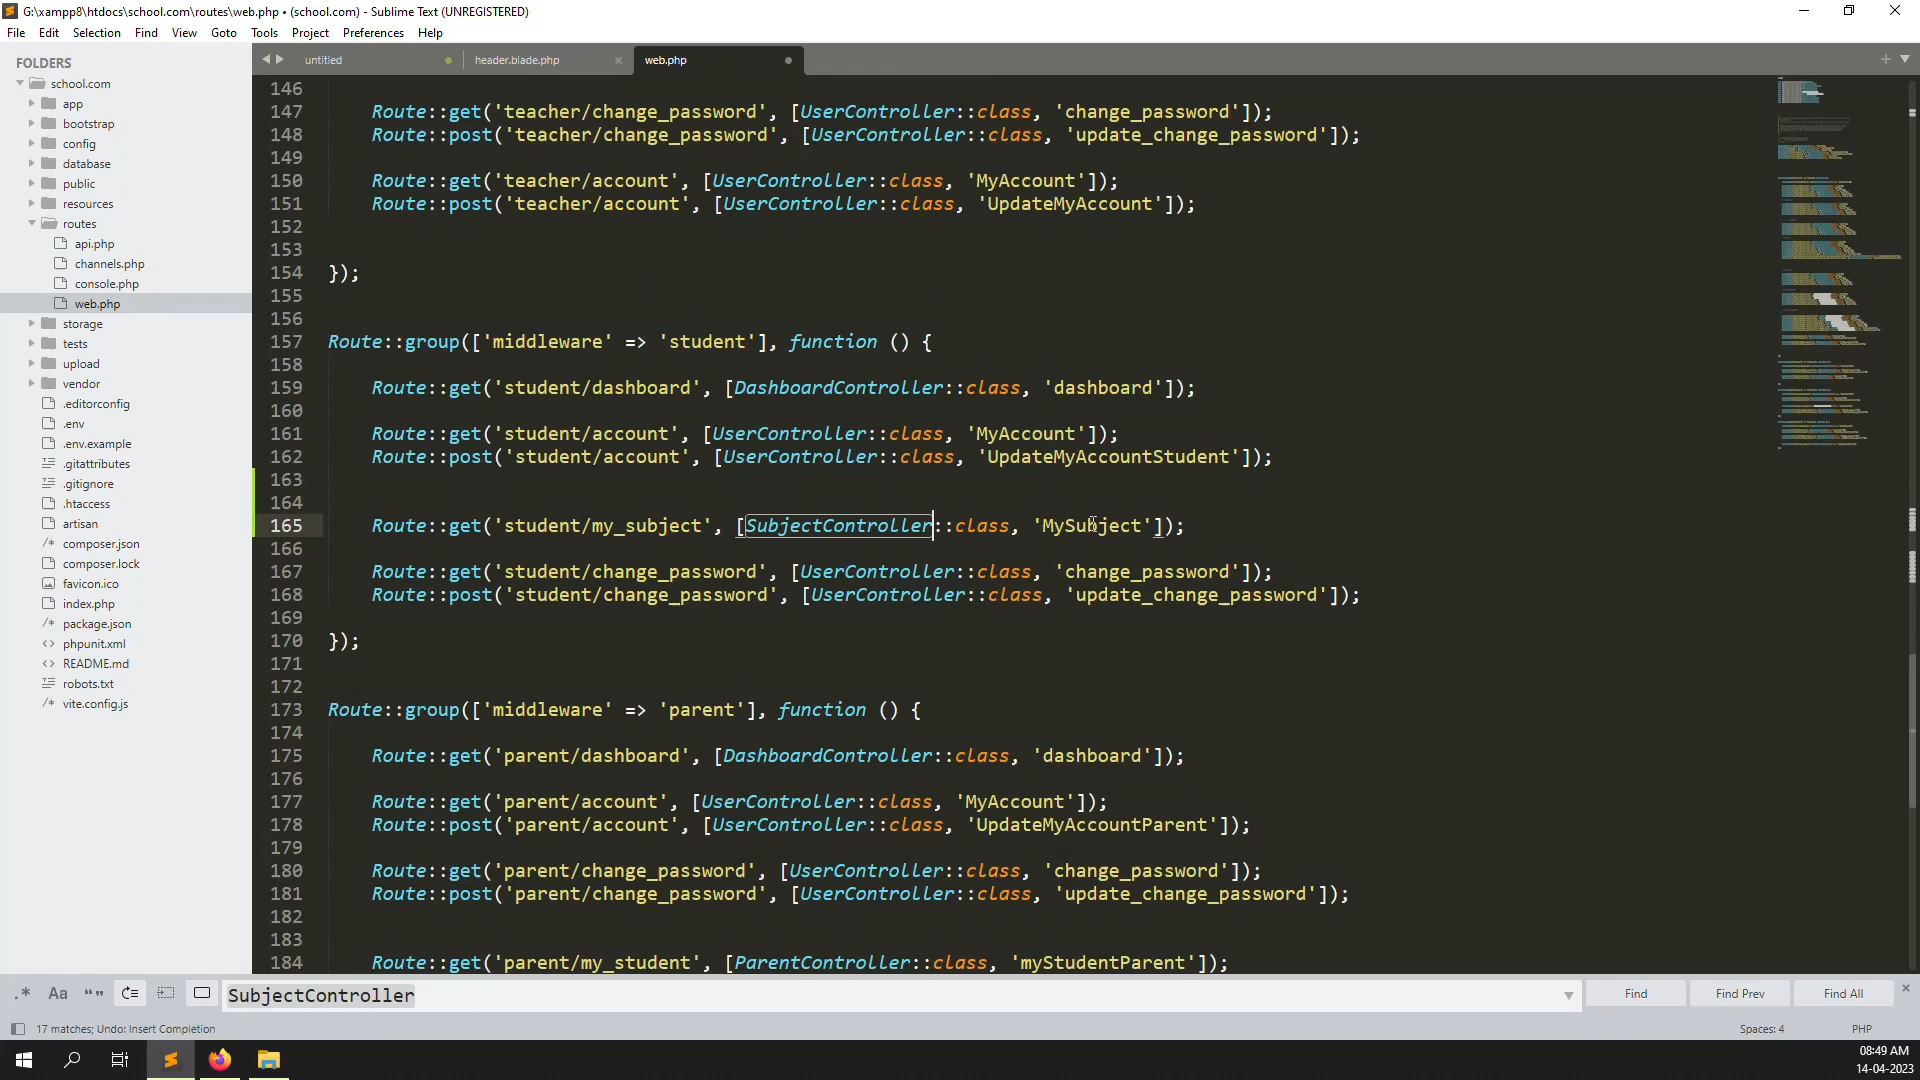 G:\xampp8\htdocs\school.com\routes\web.php • (school.com) - Sublime Text (UNREGISTERED)
File Edit Selection Find View Goto Tools Project Preferences Help
FOLDERS
school.com
app
bootstrap
config
database
public
resources
routes
api.php
channels.php
console.php
web.php
storage
tests
upload
vendor
.editorconfig
.env
.env.example
.gitattributes
.gitignore
.htaccess
artisan
composer.json
composer.lock
favicon.ico
index.php
package.json
phpunit.xml
README.md
robots.txt
vite.config.js
untitled header.blade.php web.php
146
147 Route::get('teacher/change_password', [UserController::class, 'change_password']);
148 Route::post('teacher/change_password', [UserController::class, 'update_change_password']);
149
150 Route::get('teacher/account', [UserController::class, 'MyAccount']);
151 Route::post('teacher/account', [UserController::class, 'UpdateMyAccount']);
152
153
154 });
155
156
157 Route::group(['middleware' => 'student'], function () {
158
159 Route::get('student/dashboard', [DashboardController::class, 'dashboard']);
160
161 Route::get('student/account', [UserController::class, 'MyAccount']);
162 Route::post('student/account', [UserController::class, 'UpdateMyAccountStudent']);
163
164
165 Route::get('student/my_subject', [SubjectController::class, 'MySubject']);
166
167 Route::get('student/change_password', [UserController::class, 'change_password']);
168 Route::post('student/change_password', [UserController::class, 'update_change_password']);
169
170 });
171
172
173 Route::group(['middleware' => 'parent'], function () {
174
175 Route::get('parent/dashboard', [DashboardController::class, 'dashboard']);
176
177 Route::get('parent/account', [UserController::class, 'MyAccount']);
178 Route::post('parent/account', [UserController::class, 'UpdateMyAccountParent']);
179
180 Route::get('parent/change_password', [UserController::class, 'change_password']);
181 Route::post('parent/change_password', [UserController::class, 'update_change_password']);
182
183
184 Route::get('parent/my_student', [ParentController::class, 'myStudentParent']);
.* Aa “” SubjectController Find Find Prev Find All
17 matches; Undo: Insert Completion Spaces: 4 PHP
08:49 AM
14-04-2023